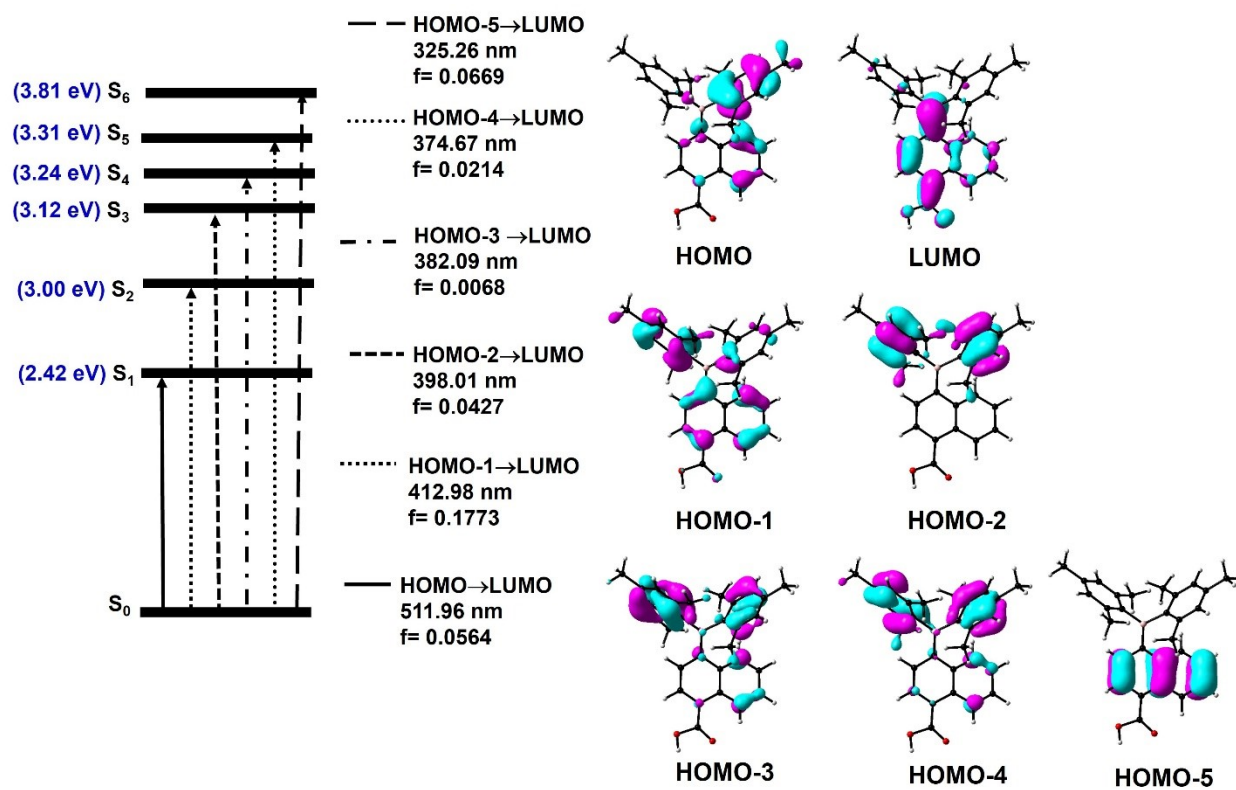 (3.81 eV) S6
(3.31 eV) S5
(3.24 eV) S4
(3.12 eV) S3
(3.00 eV) S2
(2.42 eV) S1
S0
HOMO-5→LUMO
325.26 nm
f= 0.0669
HOMO-4→LUMO
374.67 nm
f= 0.0214
HOMO-3 →LUMO
382.09 nm
f= 0.0068
HOMO-2→LUMO
398.01 nm
f= 0.0427
HOMO-1→LUMO
412.98 nm
f= 0.1773
HOMO→LUMO
511.96 nm
f= 0.0564
HOMO
LUMO
HOMO-1
HOMO-2
HOMO-3
HOMO-4
HOMO-5